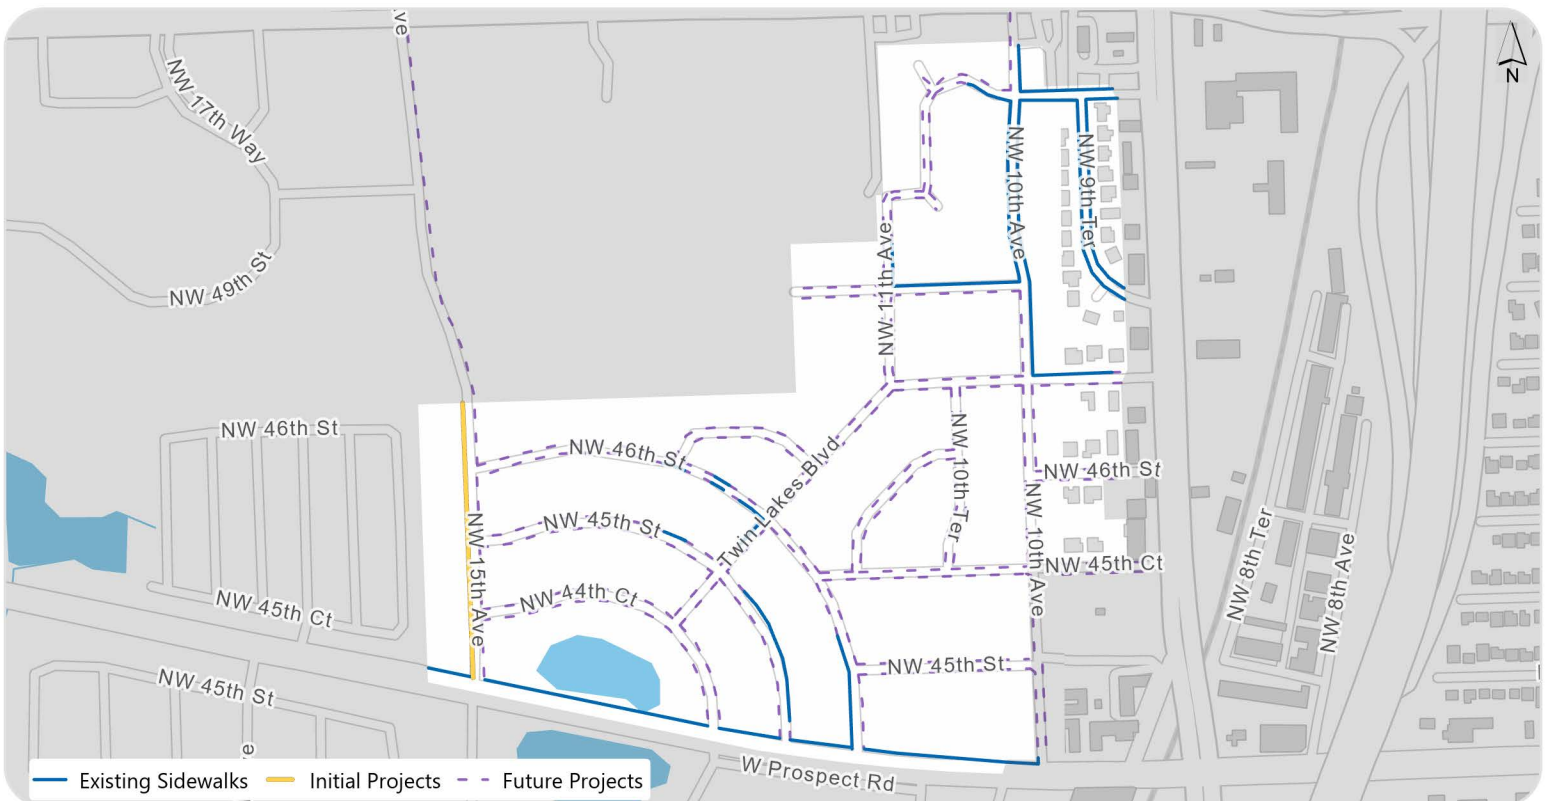 ve
N
NW 17th Way
NW 10th Ave
NW 9th Ter
NW 49th St
NW 11th Ave
NW 46th St
NW 46th St
NW 10th Ter
NW 46th St
Twin Lakes Blvd
NW 45th St
NW 15th Ave
NW 10th Ave
NW 8th Ter
NW 8th Ave
NW 45th Ct
NW 44th Ct
NW 45th Ct
NW 45th St
NW 45th St
ve
W Prospect Rd
Existing Sidewalks
Initial Projects
Future Projects